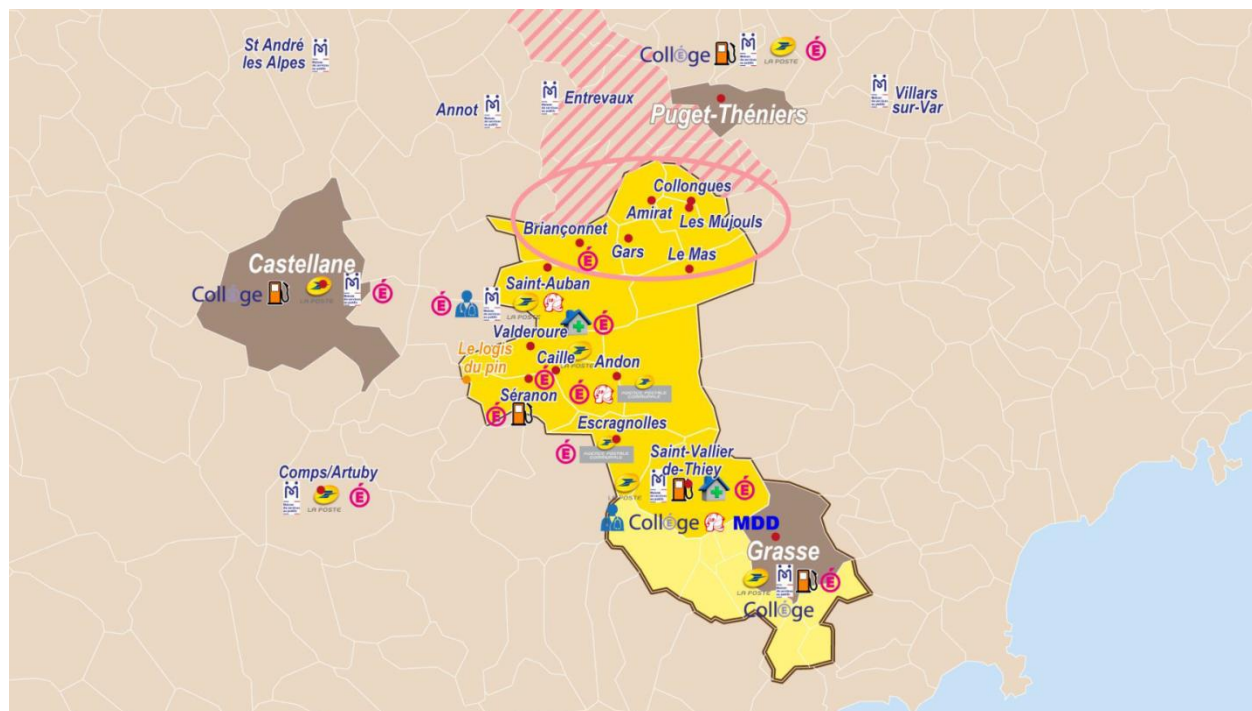 St André
les Alpes
Collège
LA POSTE
É
Annot
Entrevaux
Puget-Théniers
Villars
sur-Var
Collongues
Amirat
Les Mújouls
Briançonnet
É
Gars
Le Mas
Castellane
Collège
LA POSTE
É
Saint-Auban
É
LA POSTE
Valderoure
É
Le logis
du pin
Caille
LA POSTE
Andon
É
É
Séranon
É
Escragnolles
É
Saint-Vallier
de-Thiey
LA POSTE
É
Comps/Artuby
LA POSTE
É
Collège
MDD
Grasse
LA POSTE
É
Collège